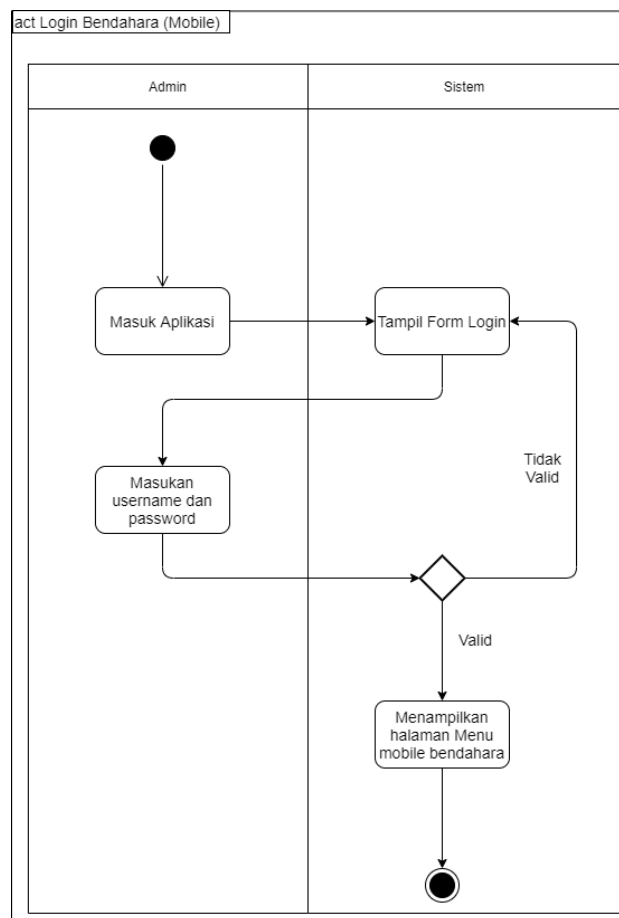 act Login Bendahara (Mobile)
Admin
Sistem
Masuk Aplikasi
Tampil Form Login
Masukan
username dan
password
Tidak
Valid
Valid
Menampilkan
halaman Menu
mobile bendahara